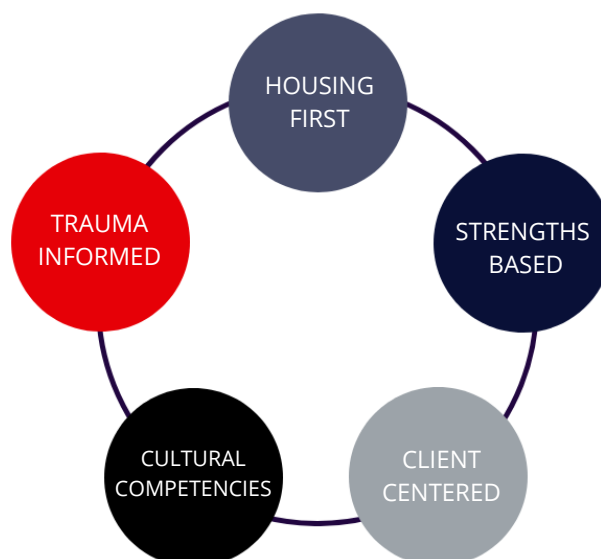 HOUSING
FIRST
STRENGTHS
BASED
CLIENT
CENTERED
CULTURAL
COMPETENCIES
TRAUMA
INFORMED